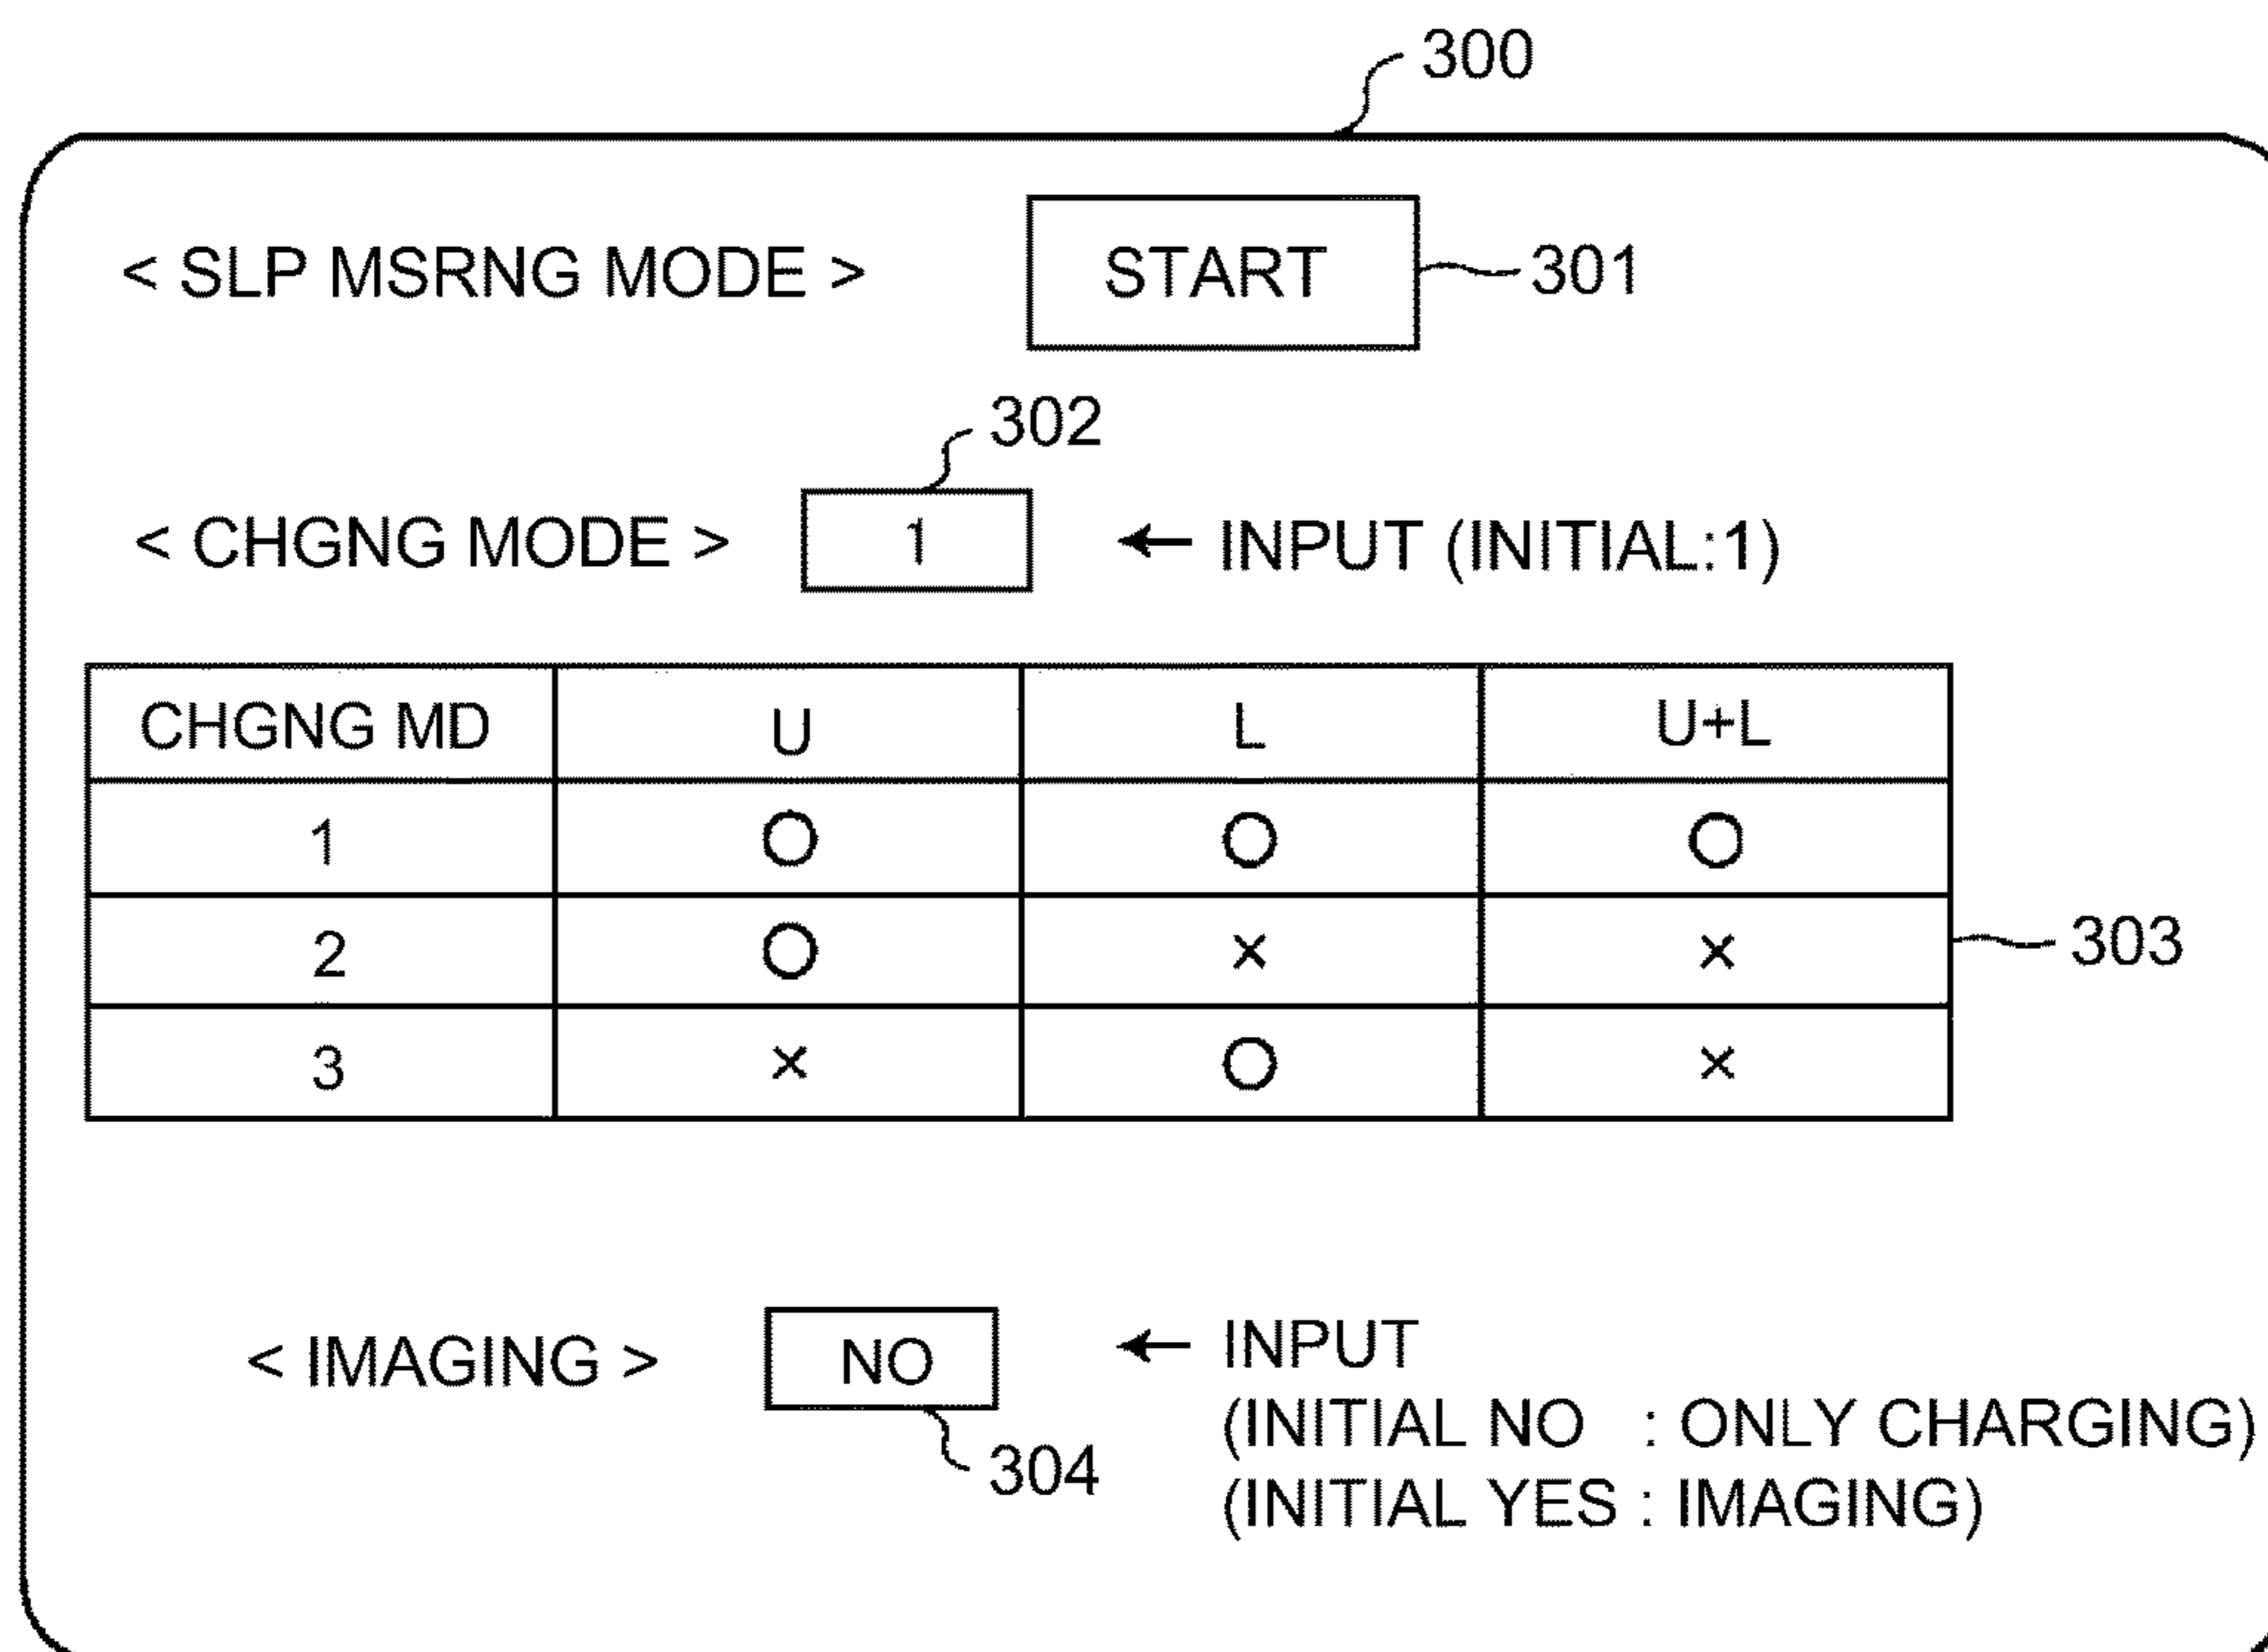 300
< SLP MSRNG MODE > START 301
302
< CHGNG MODE > 1 ← INPUT (INITIAL:1)
CHGNG MD U L U+L
1 ○ ○ ○
2 ○ × × 303
3 × ○ ×
< IMAGING > NO ← INPUT
(INITIAL NO : ONLY CHARGING)
304
(INITIAL YES : IMAGING)